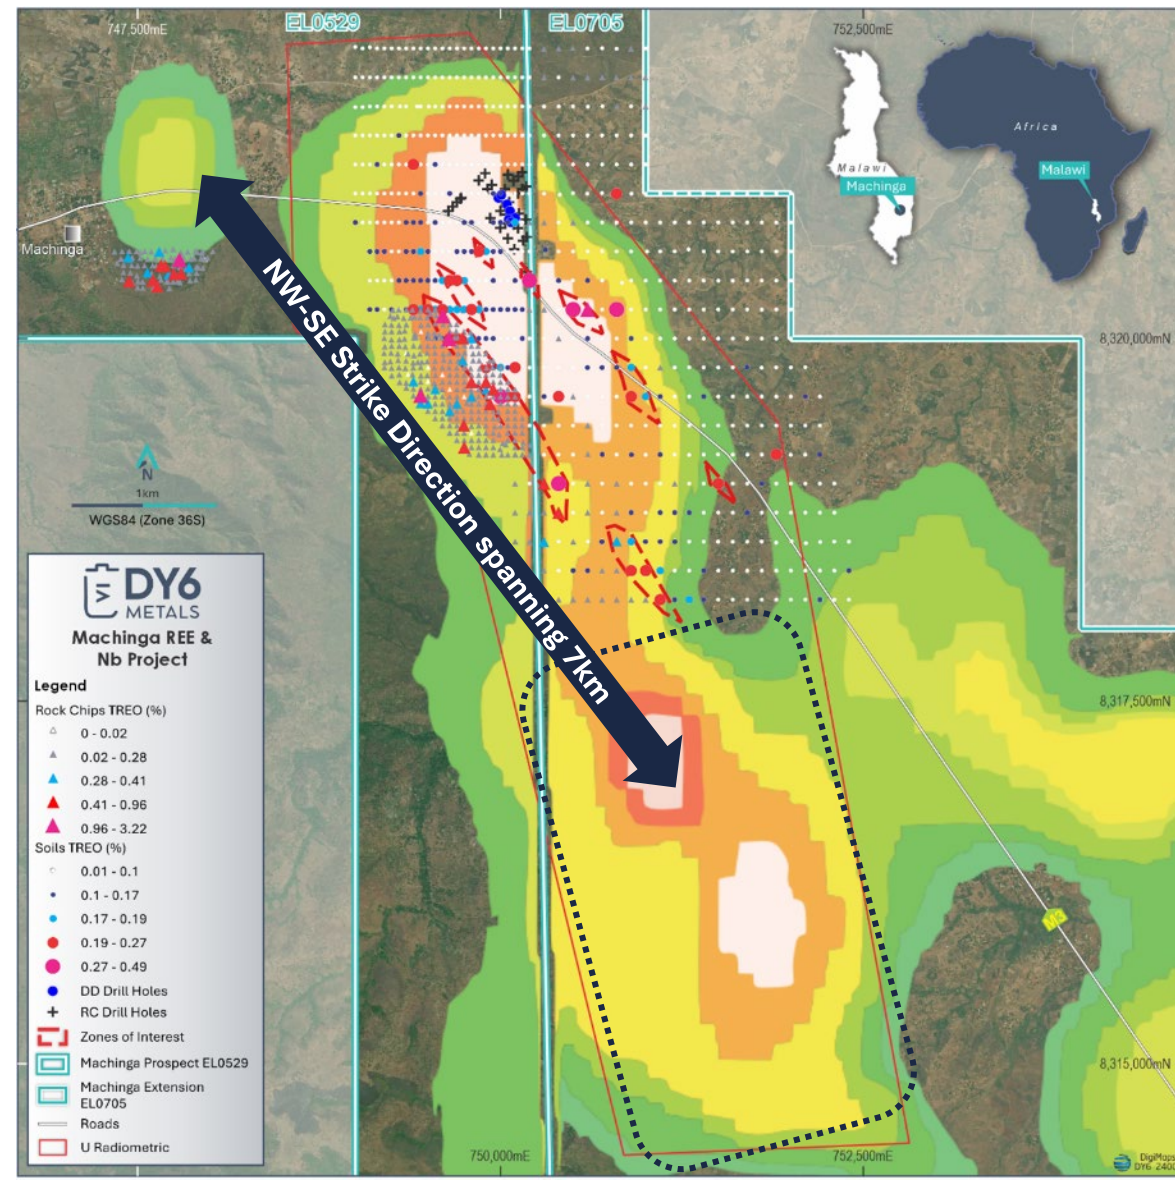 747,500mE
EL0529
EL0705
752,500mE
Africa
Malawi
Machinga
Malawi
Machinga
NW-SE Strike Direction spanning 7km
8,320,000mN
N
1km
WGS84 (Zone 36S)
DY6
METALS
Machinga REE &
Nb Project
Legend
Rock Chips TREO (%)
0 - 0.02
0.02 - 0.28
0.28 - 0.41
0.41 - 0.96
0.96 - 3.22
Soils TREO (%)
0.01 - 0.1
0.1 - 0.17
0.17 - 0.19
0.19 - 0.27
0.27 - 0.49
DD Drill Holes
RC Drill Holes
Zones of Interest
Machinga Prospect EL0529
Machinga Extension
EL0705
Roads
U Radiometric
8,317,500mN
M3
8,315,000mN
750,000mE
752,500mE
DigiMaps